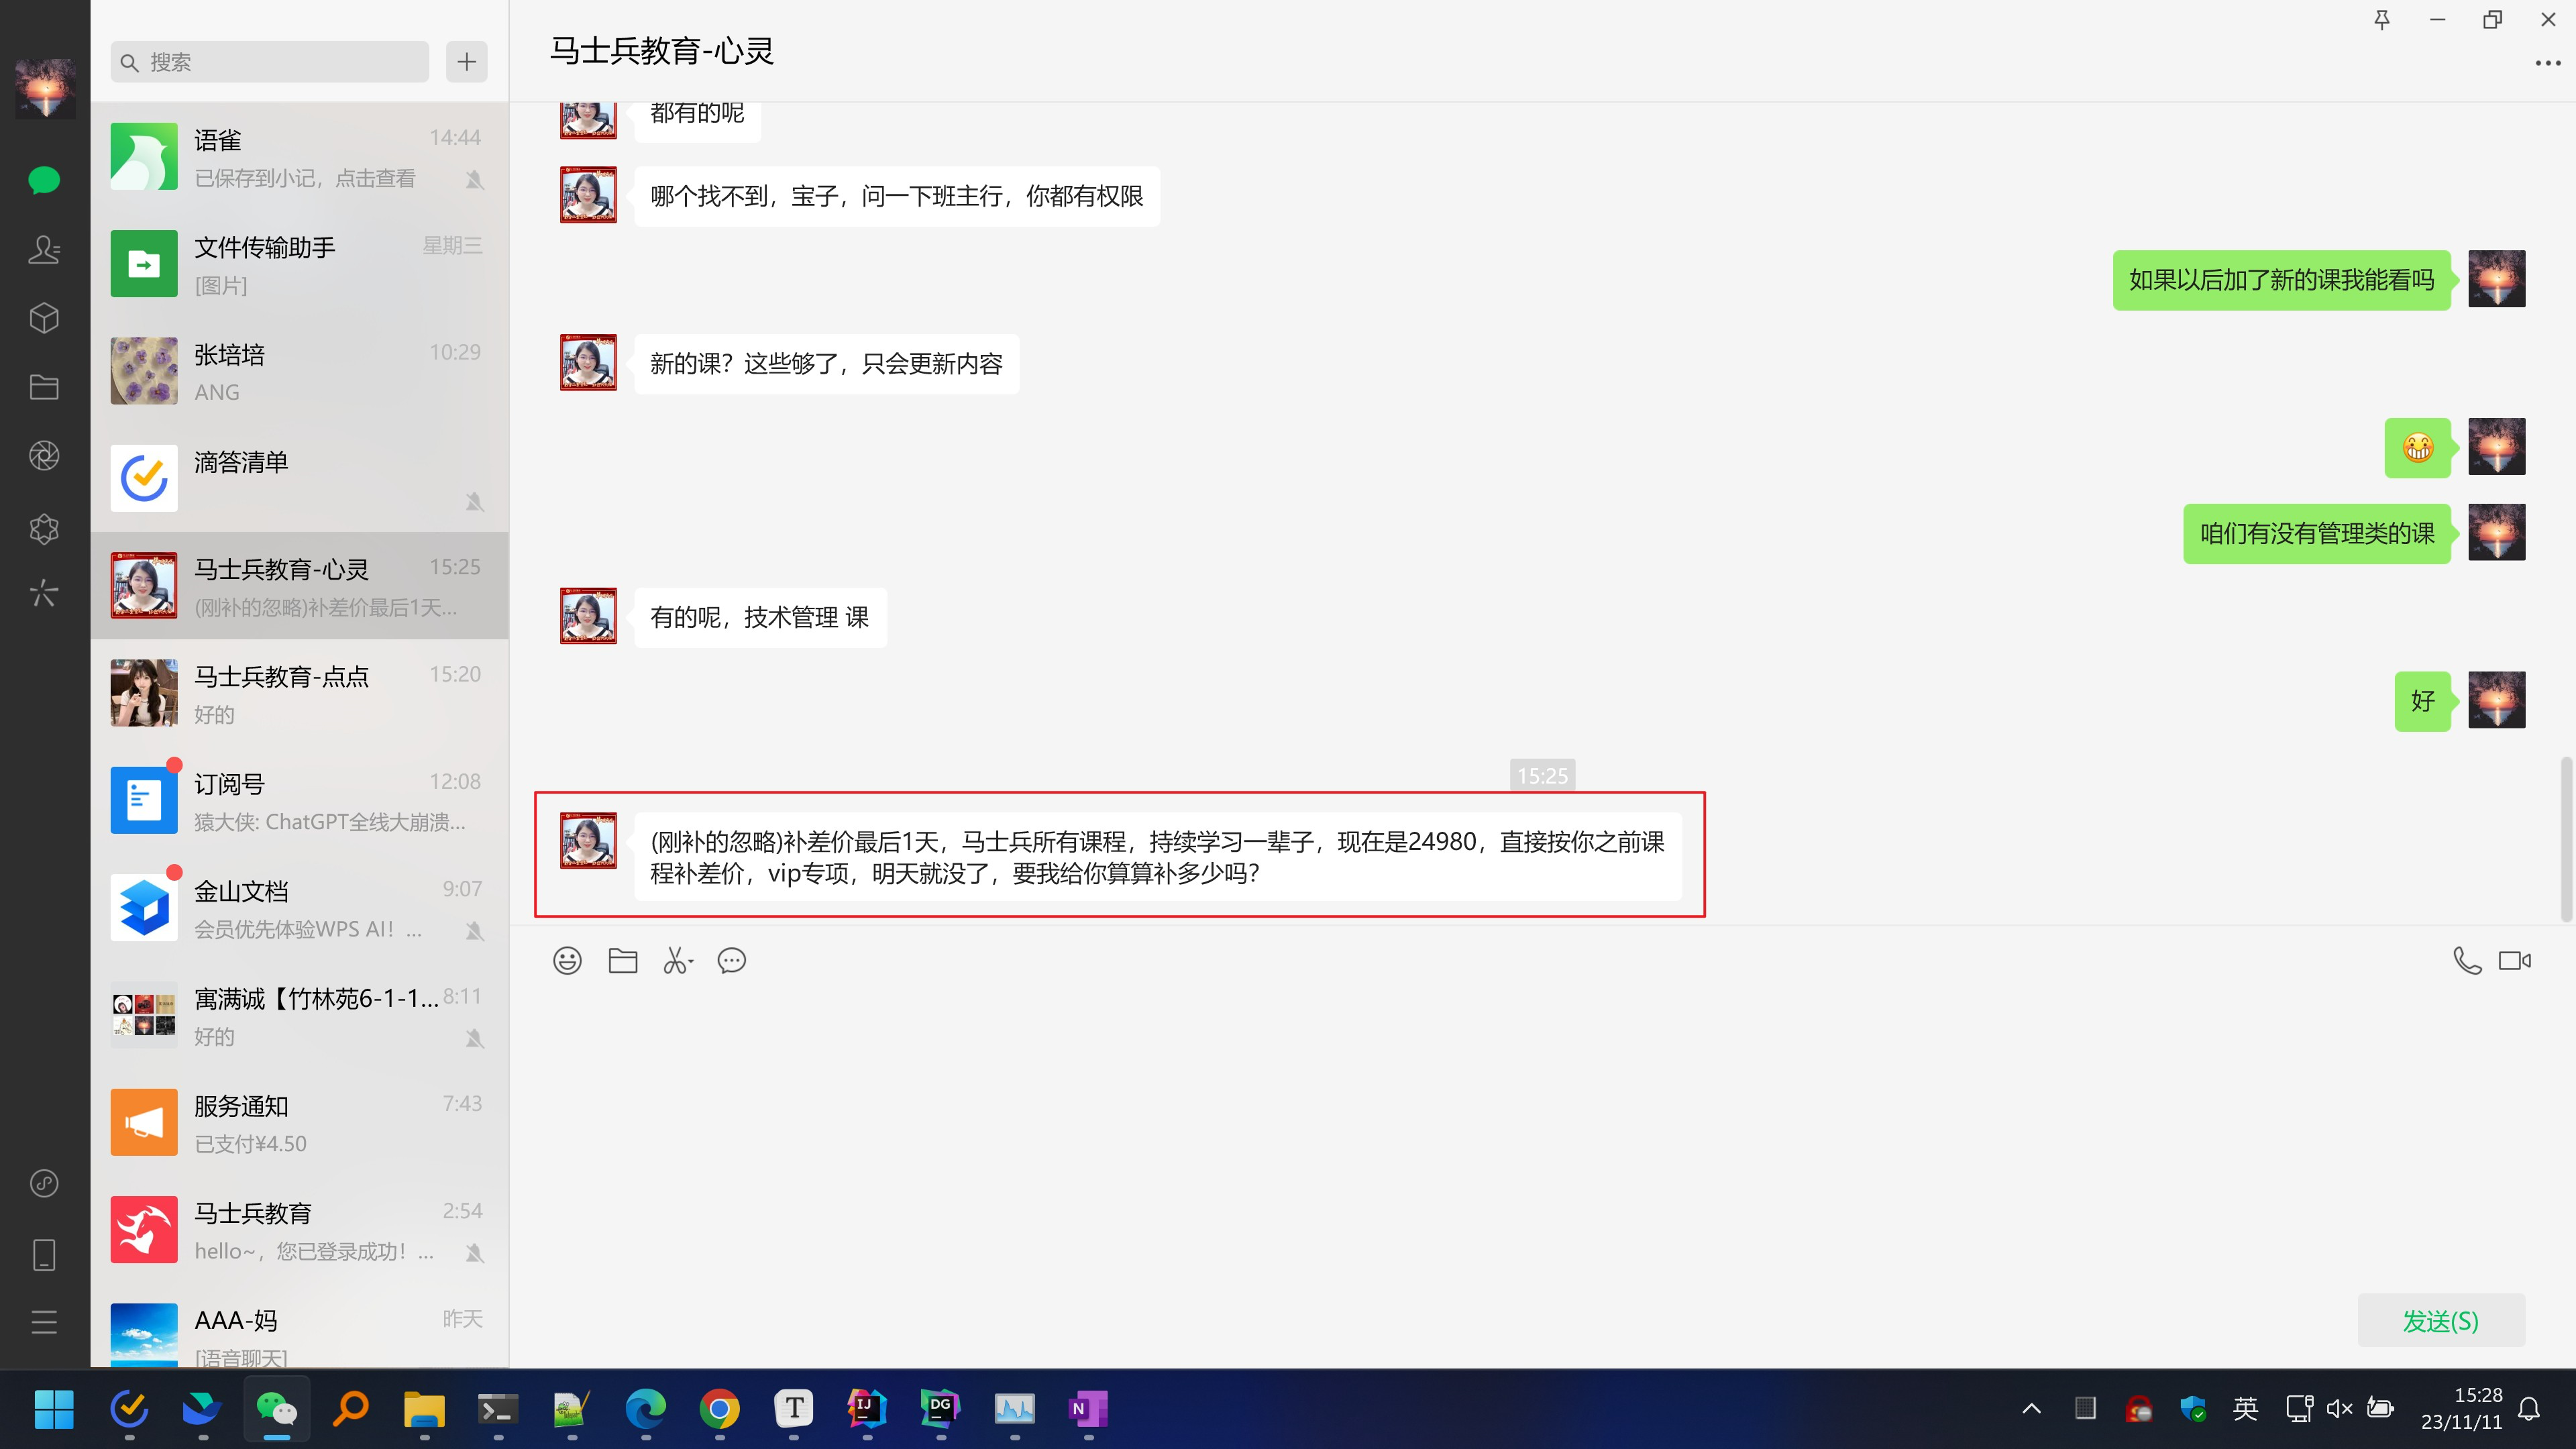 搜索
语雀
14:44
已保存到小记，点击查看
文件传输助手
星期三
[图片]
张培培
10:29
ANG
滴答清单
马士兵教育-心灵
15:25
(刚补的忽略)补差价最后1天...
马士兵教育-点点
15:20
好的
订阅号
12:08
猿大侠: ChatGPT全线大崩溃...
金山文档
9:07
会员优先体验WPS AI！...
寓满诚【竹林苑6-1-1...
8:11
好的
服务通知
7:43
已支付¥4.50
马士兵教育
2:54
hello~，您已登录成功！...
AAA-妈
昨天
[语音聊天]
马士兵教育-心灵
都有的呢
哪个找不到，宝子，问一下班主行，你都有权限
如果以后加了新的课我能看吗
新的课？这些够了，只会更新内容
咱们有没有管理类的课
有的呢，技术管理 课
好
15:25
(刚补的忽略)补差价最后1天，马士兵所有课程，持续学习一辈子，现在是24980，直接按你之前课
程补差价，vip专项，明天就没了，要我给你算算补多少吗？
发送(S)
T
IJ
DG
N
英
15:28
23/11/11